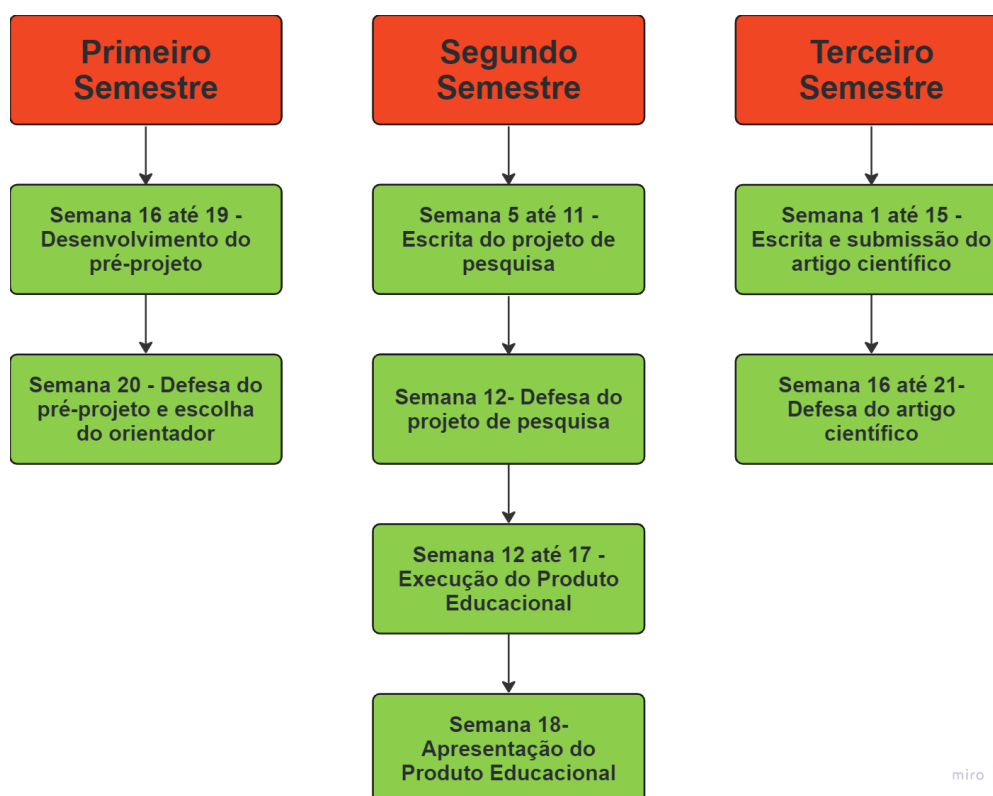 Primeiro
Semestre
Semana 16 até 19 -
Desenvolvimento do
pré-projeto
Semana 20 - Defesa do
pré-projeto e escolha
do orientador
Segundo
Semestre
Semana 5 até 11 -
Escrita do projeto de
pesquisa
Semana 12- Defesa do
projeto de pesquisa
Semana 12 até 17 -
Execução do Produto
Educacional
Semana 18-
Apresentação do
Produto Educacional
Terceiro
Semestre
Semana 1 até 15 -
Escrita e submissão do
artigo científico
Semana 16 até 21-
Defesa do artigo
científico
miro